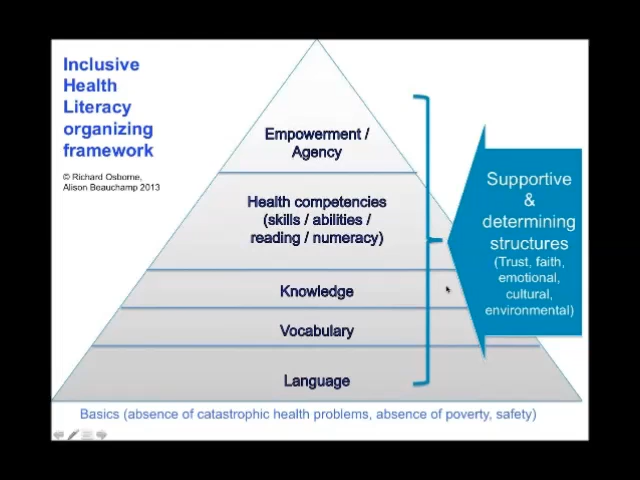 Inclusive
Health
Literacy
organizing
framework
© Richard Osborne,
Alison Beauchamp 2013
Empowerment /
Agency
Health competencies
(skills / abilities /
reading / numeracy)
Knowledge
Vocabulary
Language
Supportive
&
determining
structures
(Trust, faith,
emotional,
cultural,
environmental)
Basics (absence of catastrophic health problems, absence of poverty, safety)